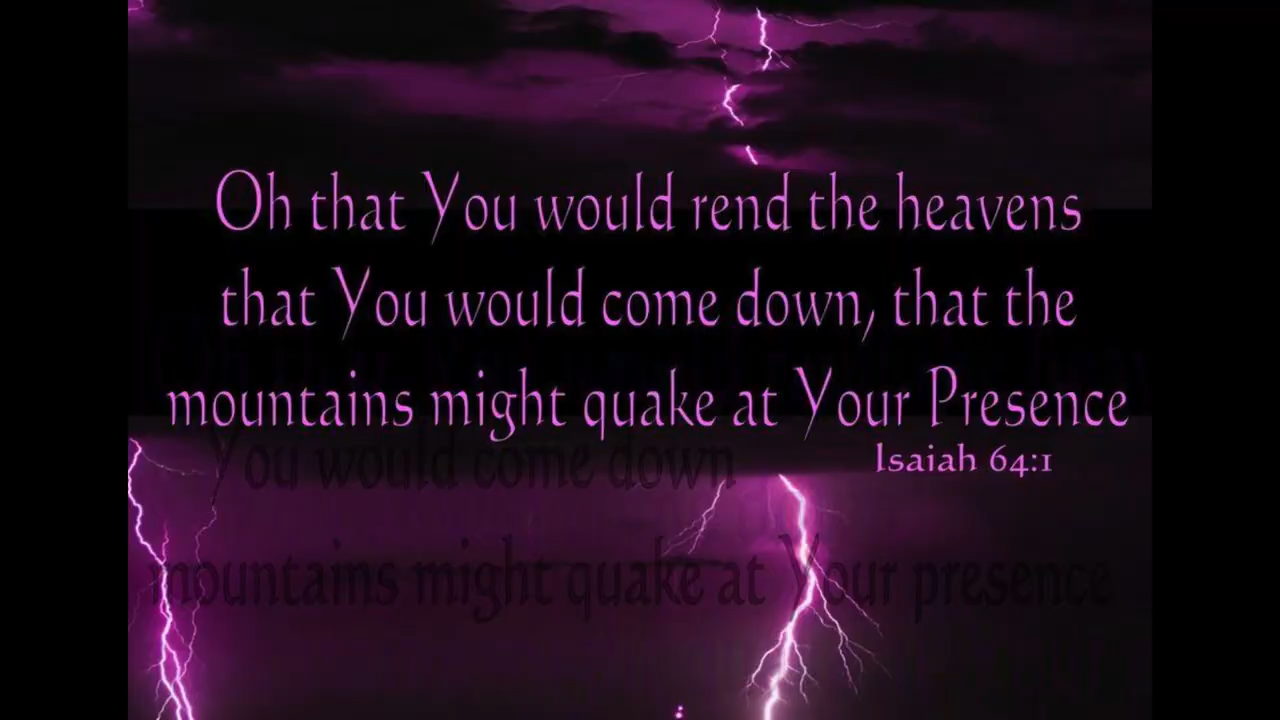 Oh that You would rend the heavens
that You would come down, that the
mountains might quake at Your Presence
Isaiah 64:1
You would come down
mountains might quake at Your presence